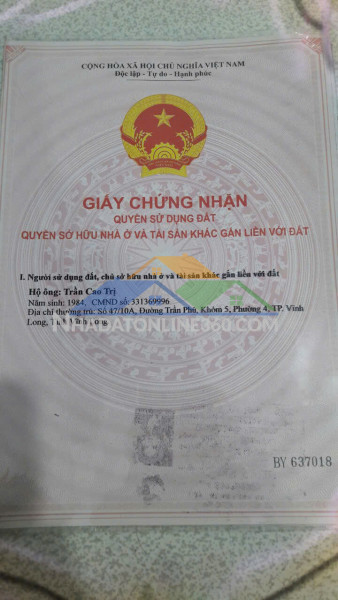 CỘNG HÒA XÃ HỘI CHỦ NGHĨA VIỆT NAM
Độc lập - Tự do - Hạnh phúc
GIẤY CHỨNG NHẬN
QUYỀN SỬ DỤNG ĐẤT
QUYỀN SỞ HỮU NHÀ Ở VÀ TÀI SẢN KHÁC GẮN LIỀN VỚI ĐẤT
I. Người sử dụng đất, chủ sở hữu nhà ở và tài sản khác gắn liền với đất
Hộ ông: Trần Cao Trị
Năm sinh: 1984, CMND số: 331369996
Địa chỉ thường trú: Số 47/10A, Đường Trần Phú, Khóm 5, Phường 4, TP. Vĩnh
Long, Tỉnh Vĩnh Long.
NHADATONLINE360.COM
BY 637018